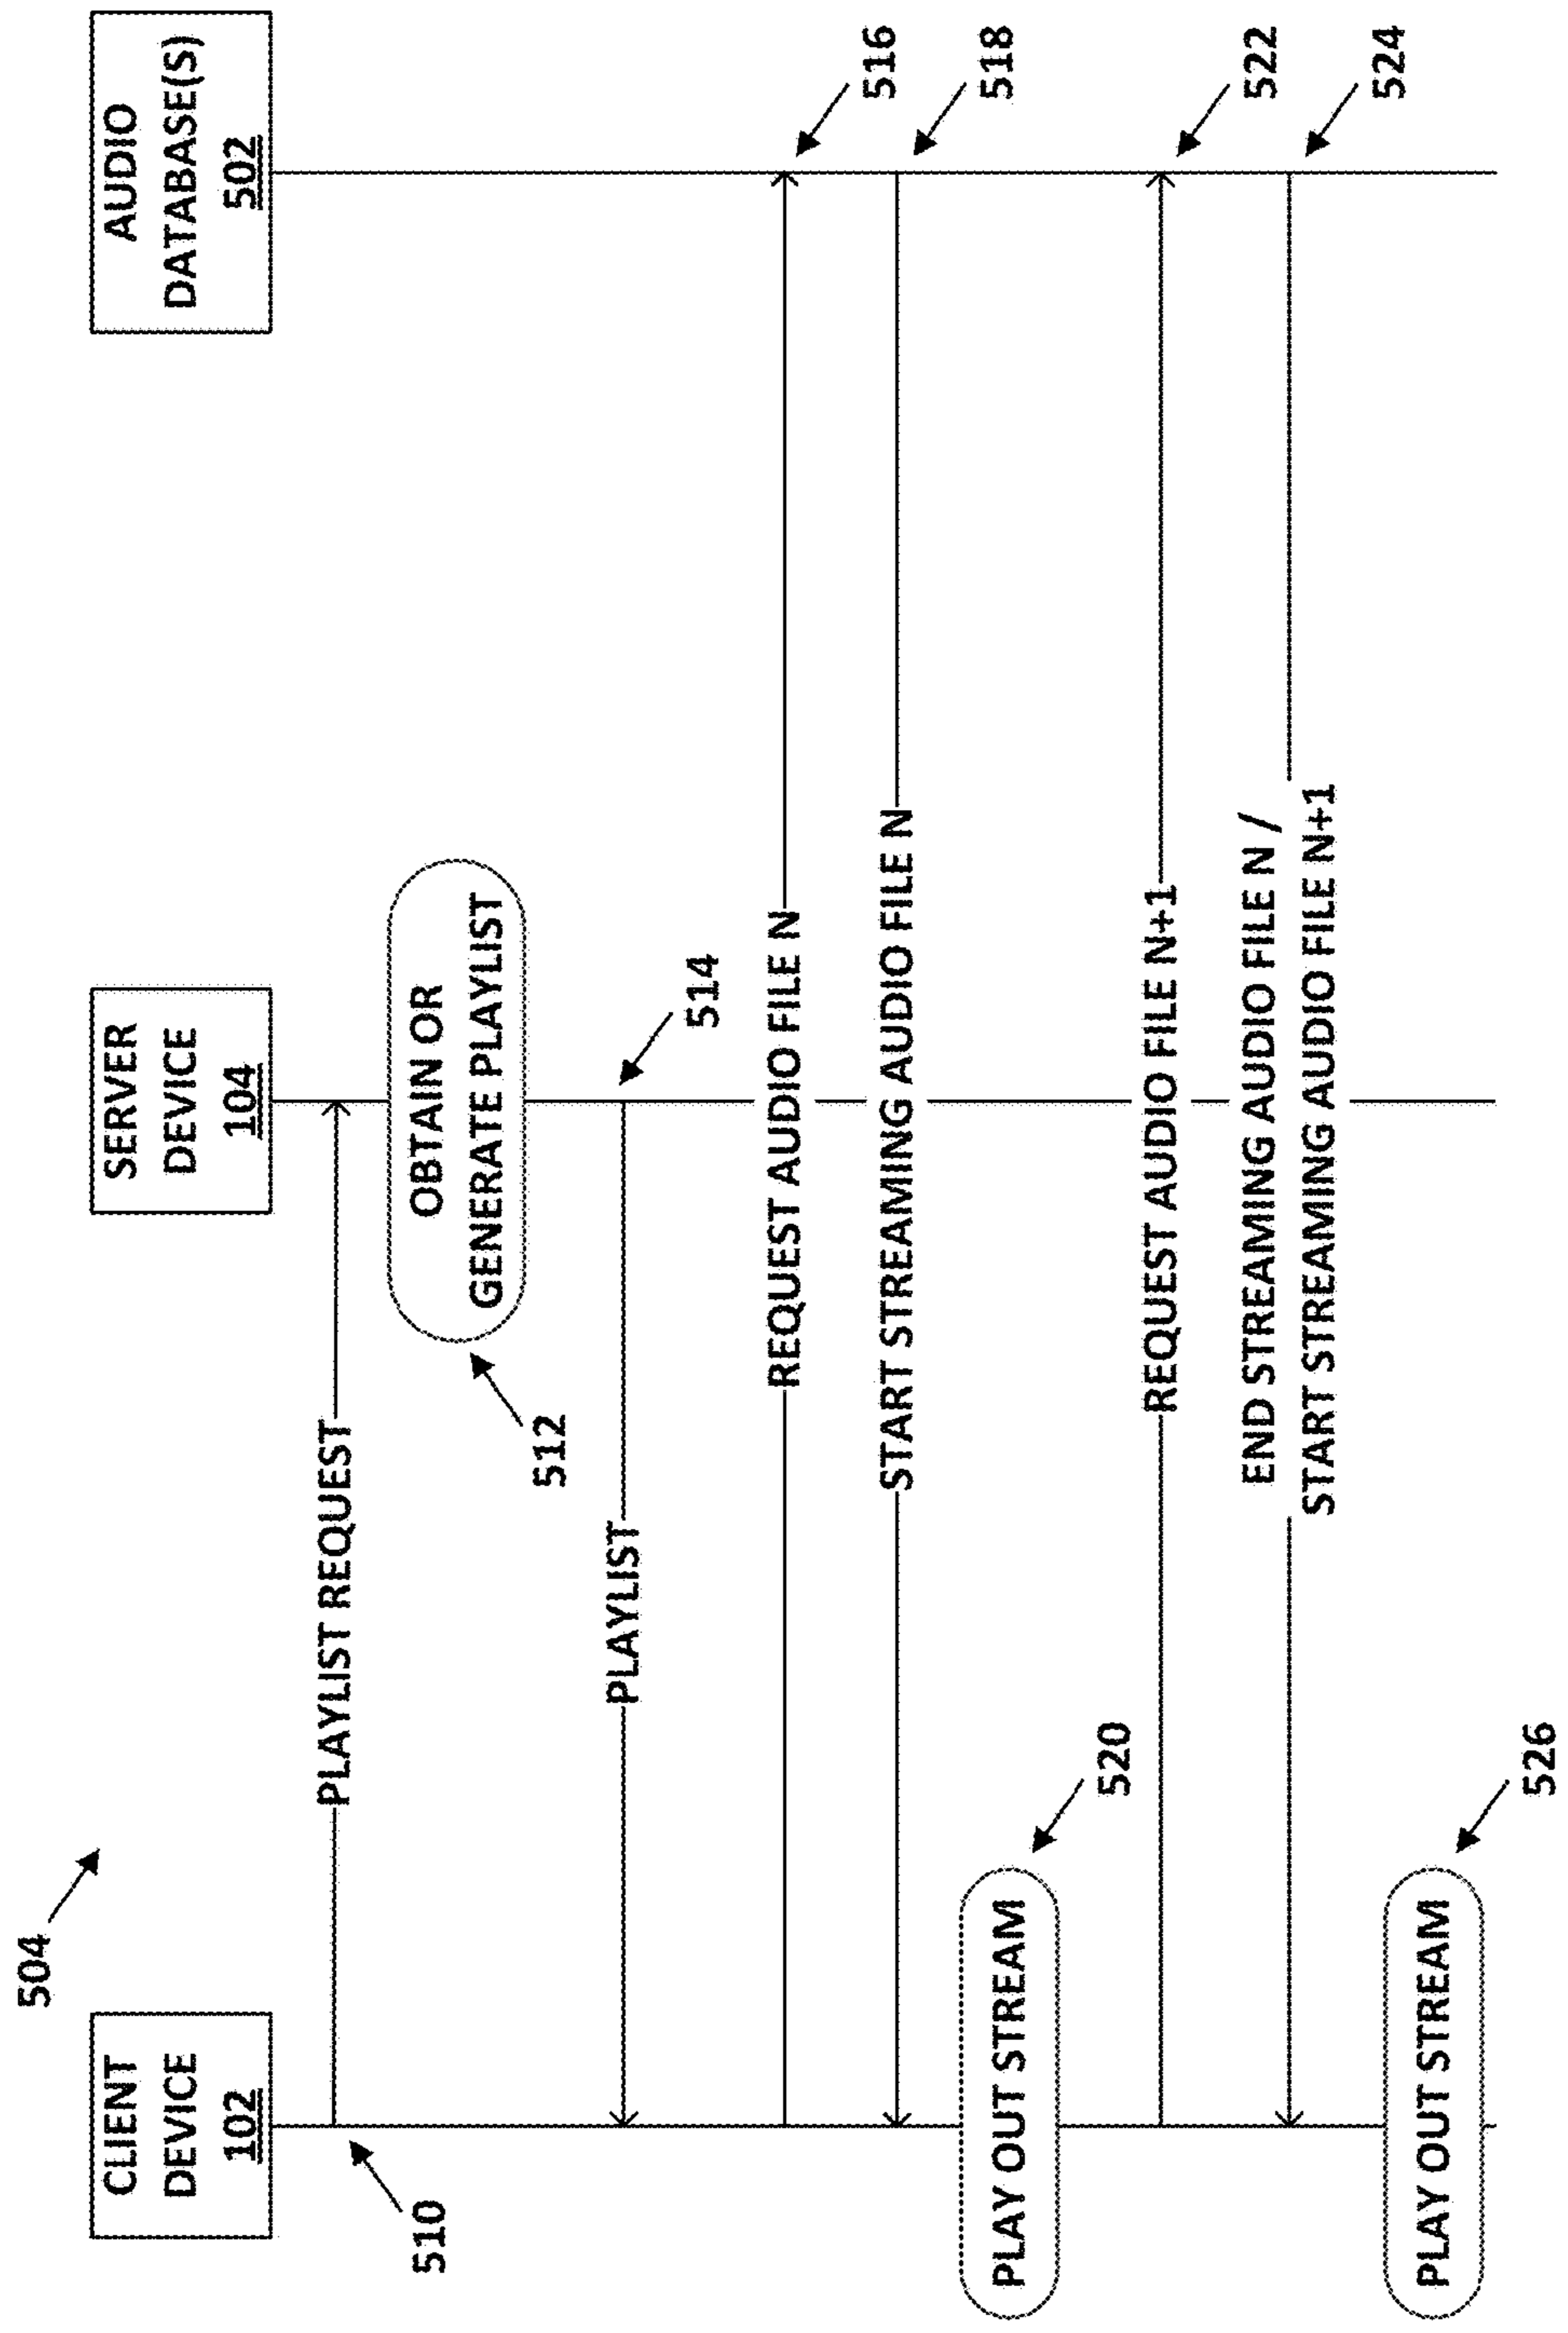 504
CLIENT
DEVICE
102
SERVER
DEVICE
104
AUDIO
DATABASE(S)
502
510
PLAYLIST REQUEST
OBTAIN OR
GENERATE PLAYLIST
512
PLAYLIST
514
REQUEST AUDIO FILE N
516
START STREAMING AUDIO FILE N
518
PLAY OUT STREAM
520
REQUEST AUDIO FILE N+1
522
END STREAMING AUDIO FILE N /
START STREAMING AUDIO FILE N+1
524
PLAY OUT STREAM
526